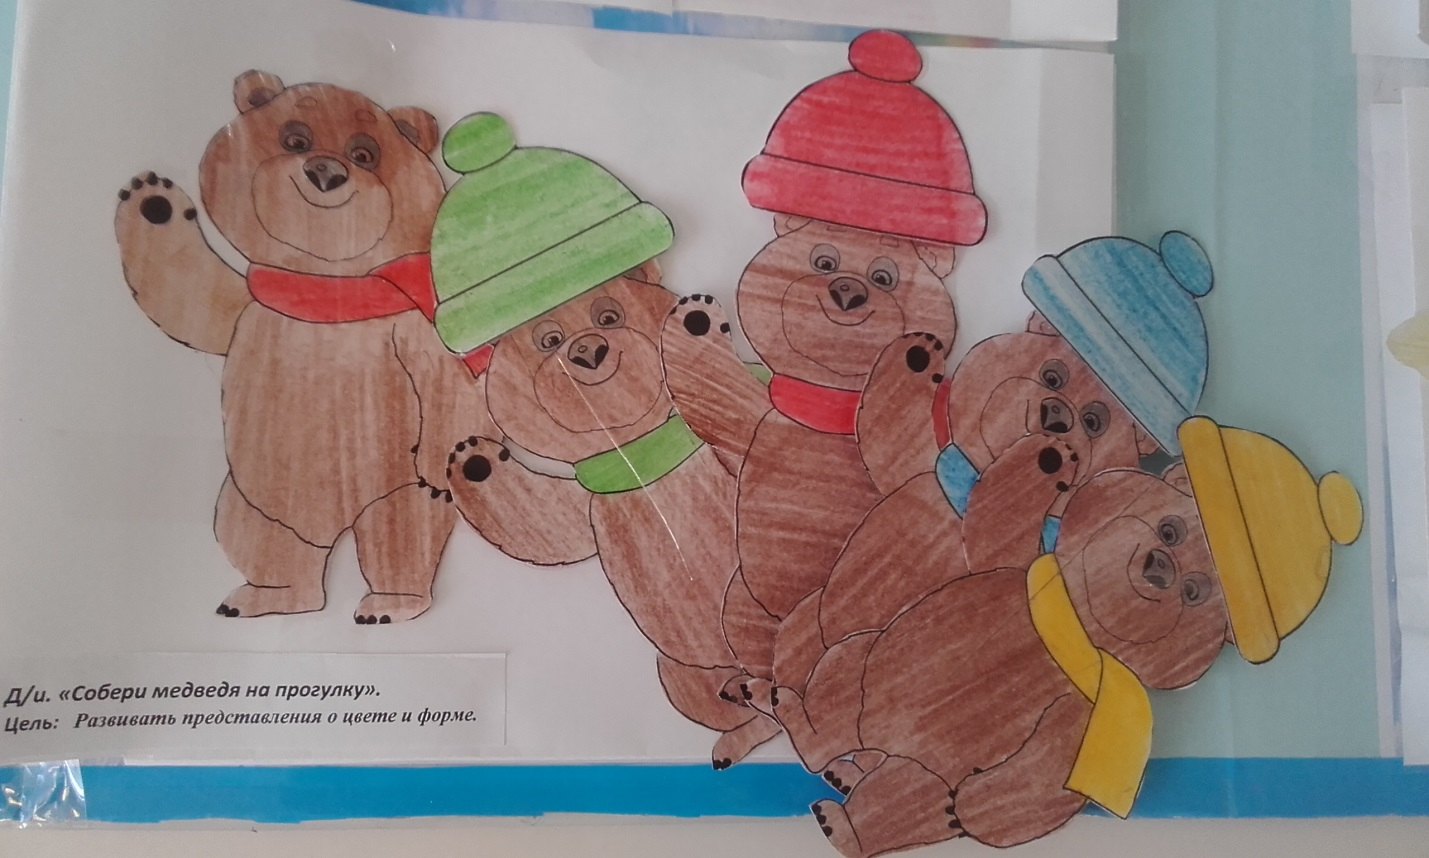 Д/и. «Собери медведя на прогулку».
Цель: Развивать представления о цвете и форме.